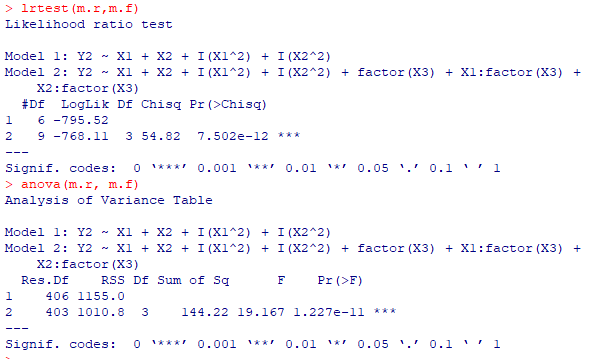 > lrtest(m.r,m.f)
Likelihood ratio test

Model 1: Y2 ~ X1 + X2 + I(X1^2) + I(X2^2)
Model 2: Y2 ~ X1 + X2 + I(X1^2) + I(X2^2) + factor(X3) + X1:factor(X3) +
    X2:factor(X3)
  #Df  LogLik Df Chisq Pr(>Chisq)
1   6 -795.52
2   9 -768.11  3 54.82  7.502e-12 ***
---
Signif. codes:  0 ‘***’ 0.001 ‘**’ 0.01 ‘*’ 0.05 ‘.’ 0.1 ‘ ’ 1
> anova(m.r, m.f)
Analysis of Variance Table

Model 1: Y2 ~ X1 + X2 + I(X1^2) + I(X2^2)
Model 2: Y2 ~ X1 + X2 + I(X1^2) + I(X2^2) + factor(X3) + X1:factor(X3) +
    X2:factor(X3)
  Res.Df    RSS Df Sum of Sq      F    Pr(>F)
1    406 1155.0
2    403 1010.8  3    144.22 19.167 1.227e-11 ***
---
Signif. codes:  0 ‘***’ 0.001 ‘**’ 0.01 ‘*’ 0.05 ‘.’ 0.1 ‘ ’ 1